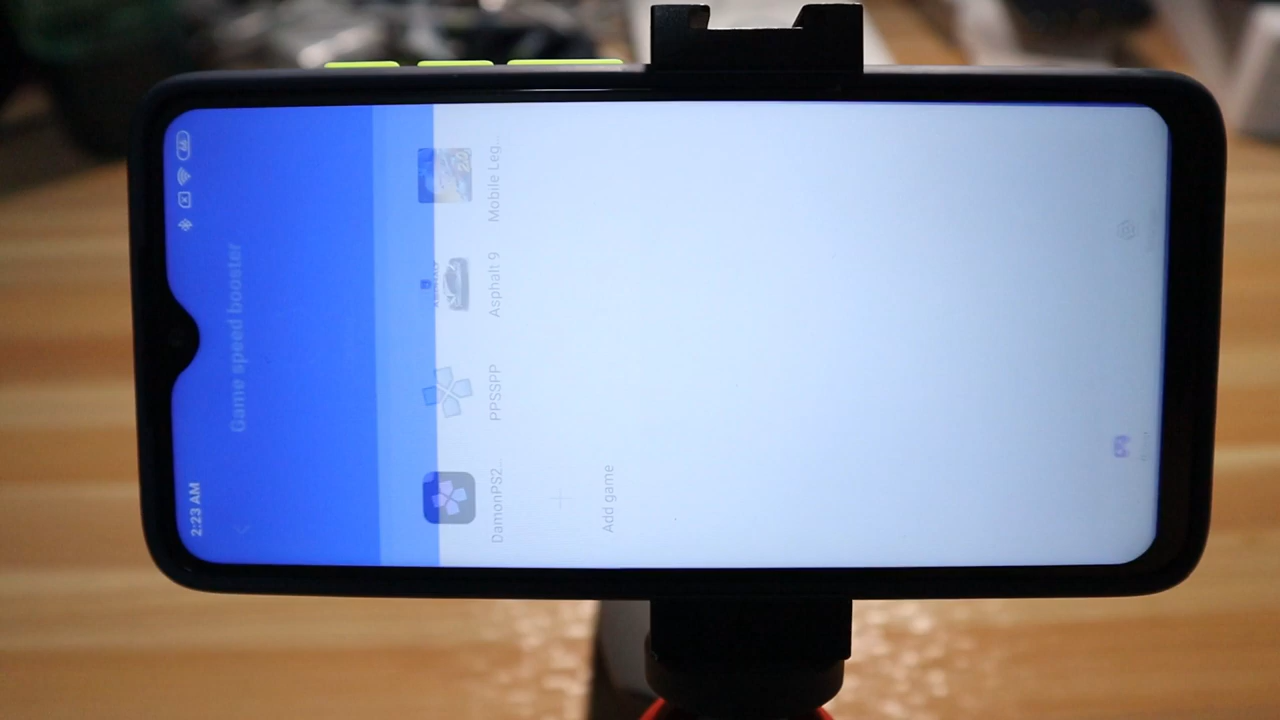 2:23 AM
Game speed booster
DamonPS2...
PPSSPP
Asphalt 9
Mobile Leg...
Add game